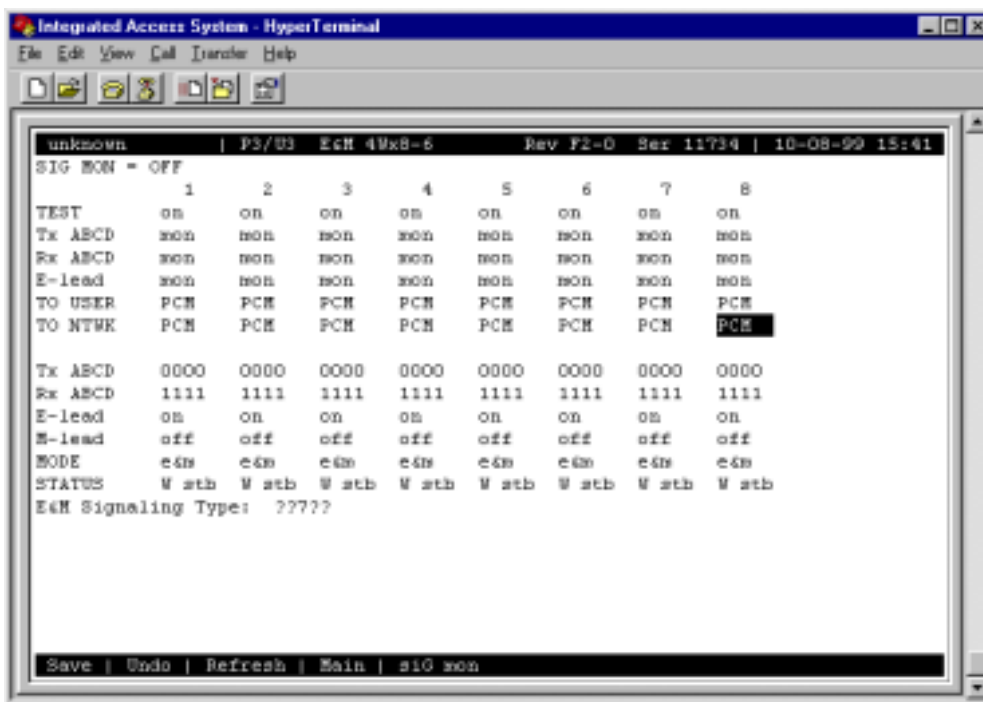 Integrated Access System - HyperTerminal
File Edit View Call Transfer Help
unknown | P3/U3 E&M 4Wx8-6 Rev F2-0 Ser 11734 | 10-08-99 15:41
SIG MON = OFF
1 2 3 4 5 6 7 8
TEST on on on on on on on on
Tx ABCD mon mon mon mon mon mon mon mon
Rx ABCD mon mon mon mon mon mon mon mon
E-lead mon mon mon mon mon mon mon mon
TO USER PCM PCM PCM PCM PCM PCM PCM PCM
TO NTWK PCM PCM PCM PCM PCM PCM PCM PCM
Tx ABCD 0000 0000 0000 0000 0000 0000 0000 0000
Rx ABCD 1111 1111 1111 1111 1111 1111 1111 1111
E-lead on on on on on on on on
M-lead off off off off off off off off
MODE e&m e&m e&m e&m e&m e&m e&m e&m
STATUS W stb W stb W stb W stb W stb W stb W stb W stb
E&M Signaling Type: ?????
Save | Undo | Refresh | Main | siG mon